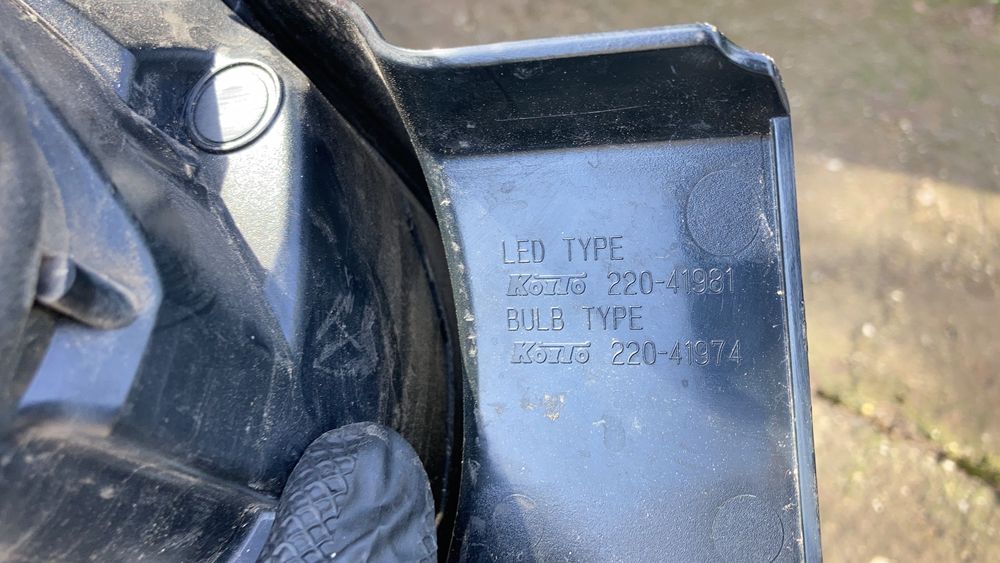 LED TYPE
KOITO 220-41981
BULB TYPE
KOITO 220-41974